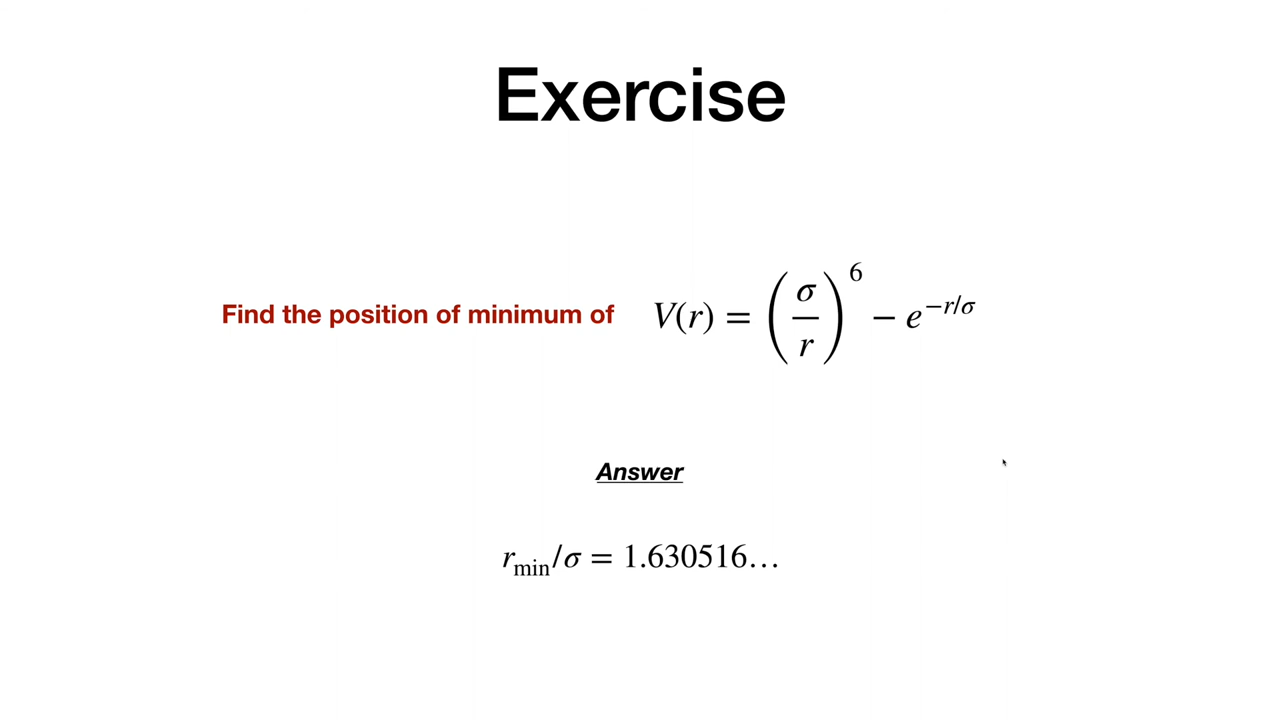 Exercise
Find the position of minimum of V(r) = (σ/r)⁶ − e^{−r/σ}
Answer
r_min/σ = 1.630516…